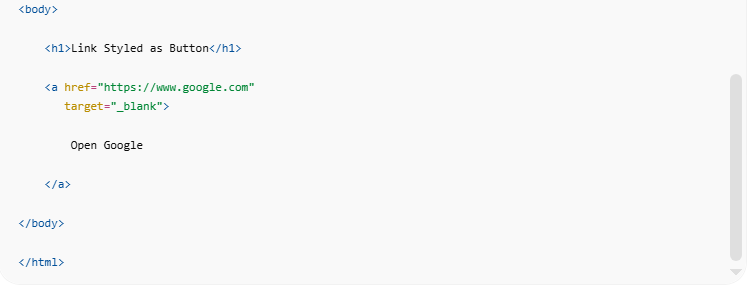 <body>
<h1>Link Styled as Button</h1>
<a href="https://www.google.com"
target="_blank">
Open Google
</a>
</body>
</html>